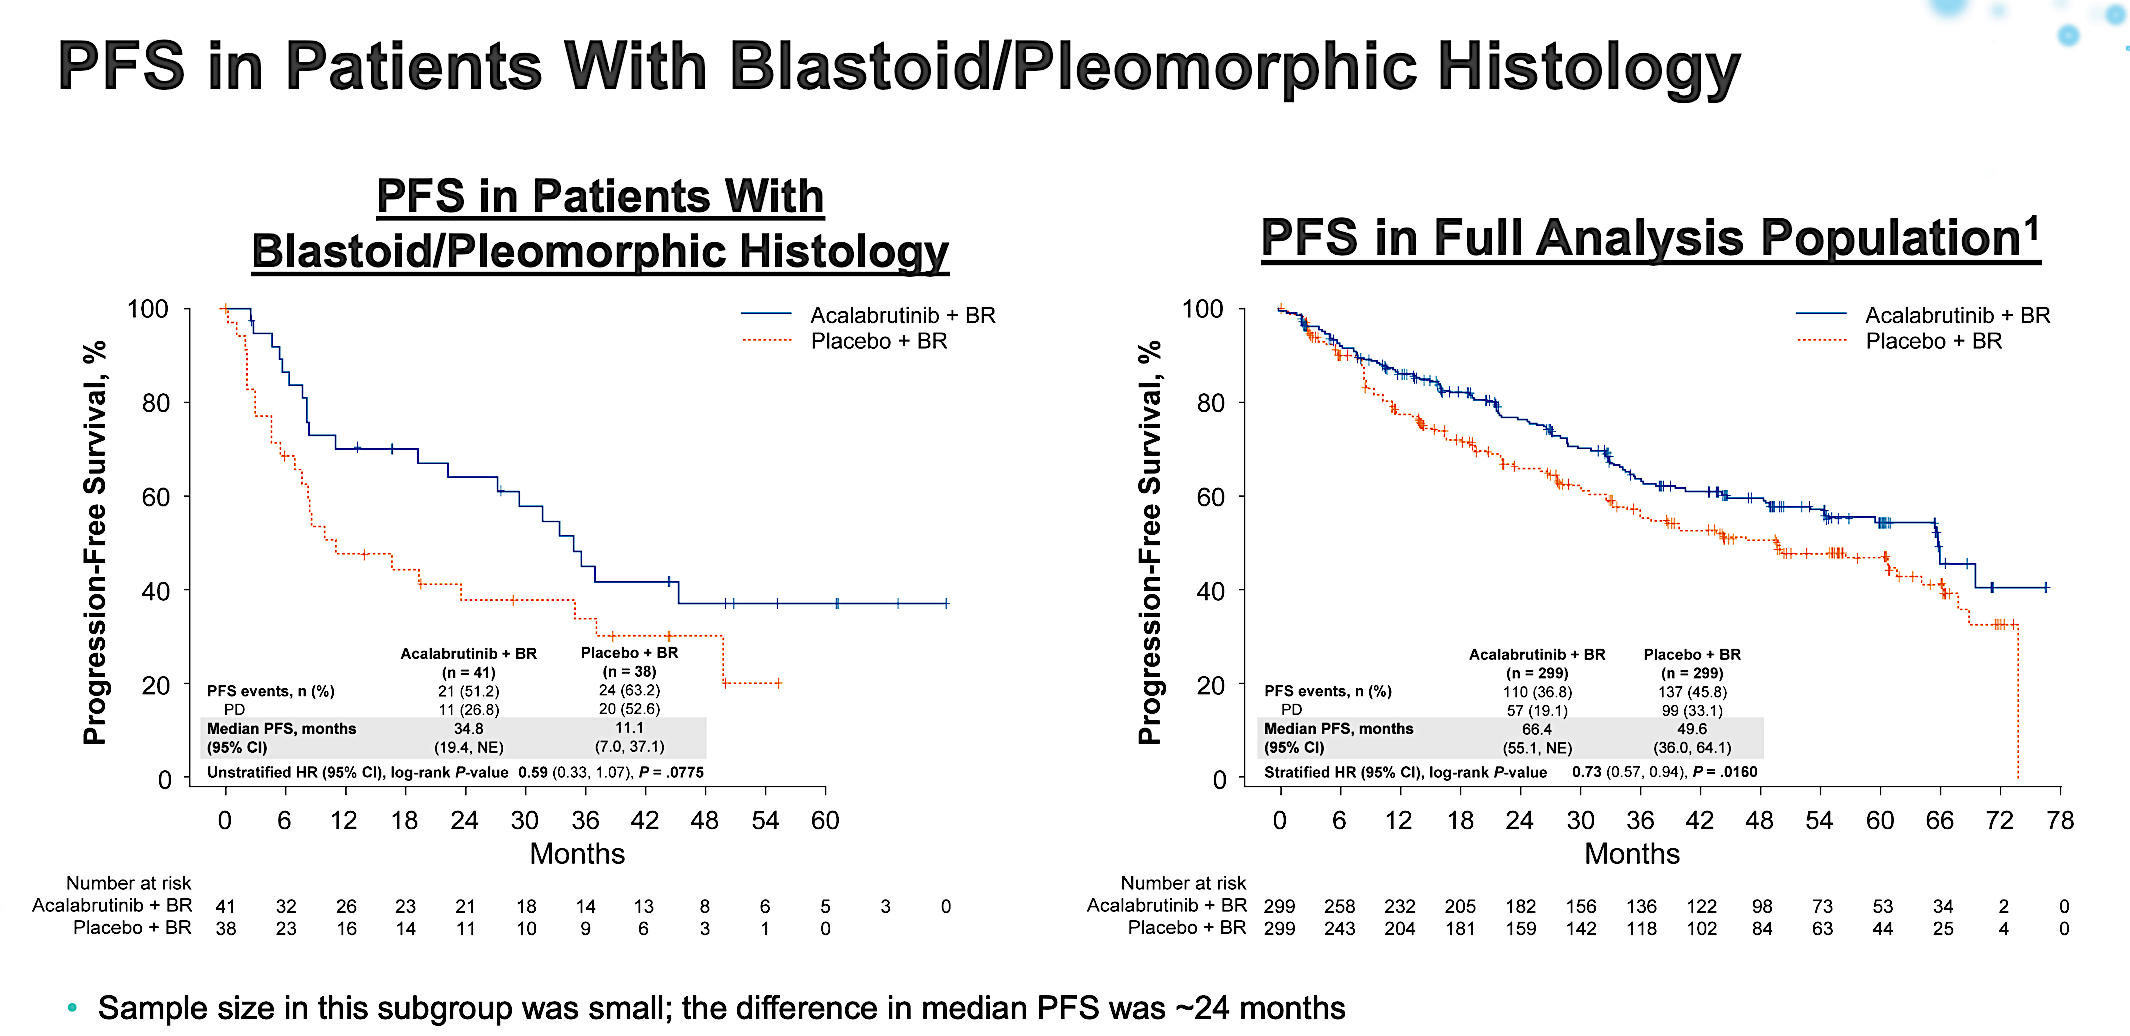 PFS in Patients With Blastoid/Pleomorphic Histology
PFS in Patients With
Blastoid/Pleomorphic Histology
Progression-Free Survival, %
100
80
60
40
20
0
Acalabrutinib + BR
Placebo + BR
Acalabrutinib + BR Placebo + BR
(n = 41) (n = 38)
PFS events, n (%) 21 (51.2) 24 (63.2)
PD 11 (26.8) 20 (52.6)
Median PFS, months 34.8 11.1
(95% CI) (19.4, NE) (7.0, 37.1)
Unstratified HR (95% CI), log-rank P-value 0.59 (0.33, 1.07), P = .0775
0 6 12 18 24 30 36 42 48 54 60
Months
Number at risk
Acalabrutinib + BR 41 32 26 23 21 18 14 13 8 6 5 3 0
Placebo + BR 38 23 16 14 11 10 9 6 3 1 0
PFS in Full Analysis Population1
Progression-Free Survival, %
100
80
60
40
20
0
Acalabrutinib + BR
Placebo + BR
Acalabrutinib + BR Placebo + BR
(n = 299) (n = 299)
PFS events, n (%) 110 (36.8) 137 (45.8)
PD 57 (19.1) 99 (33.1)
Median PFS, months 66.4 49.6
(95% CI) (55.1, NE) (36.0, 64.1)
Stratified HR (95% CI), log-rank P-value 0.73 (0.57, 0.94), P = .0160
0 6 12 18 24 30 36 42 48 54 60 66 72 78
Months
Number at risk
Acalabrutinib + BR 299 258 232 205 182 156 136 122 98 73 53 34 2 0
Placebo + BR 299 243 204 181 159 142 118 102 84 63 44 25 4 0
• Sample size in this subgroup was small; the difference in median PFS was ~24 months